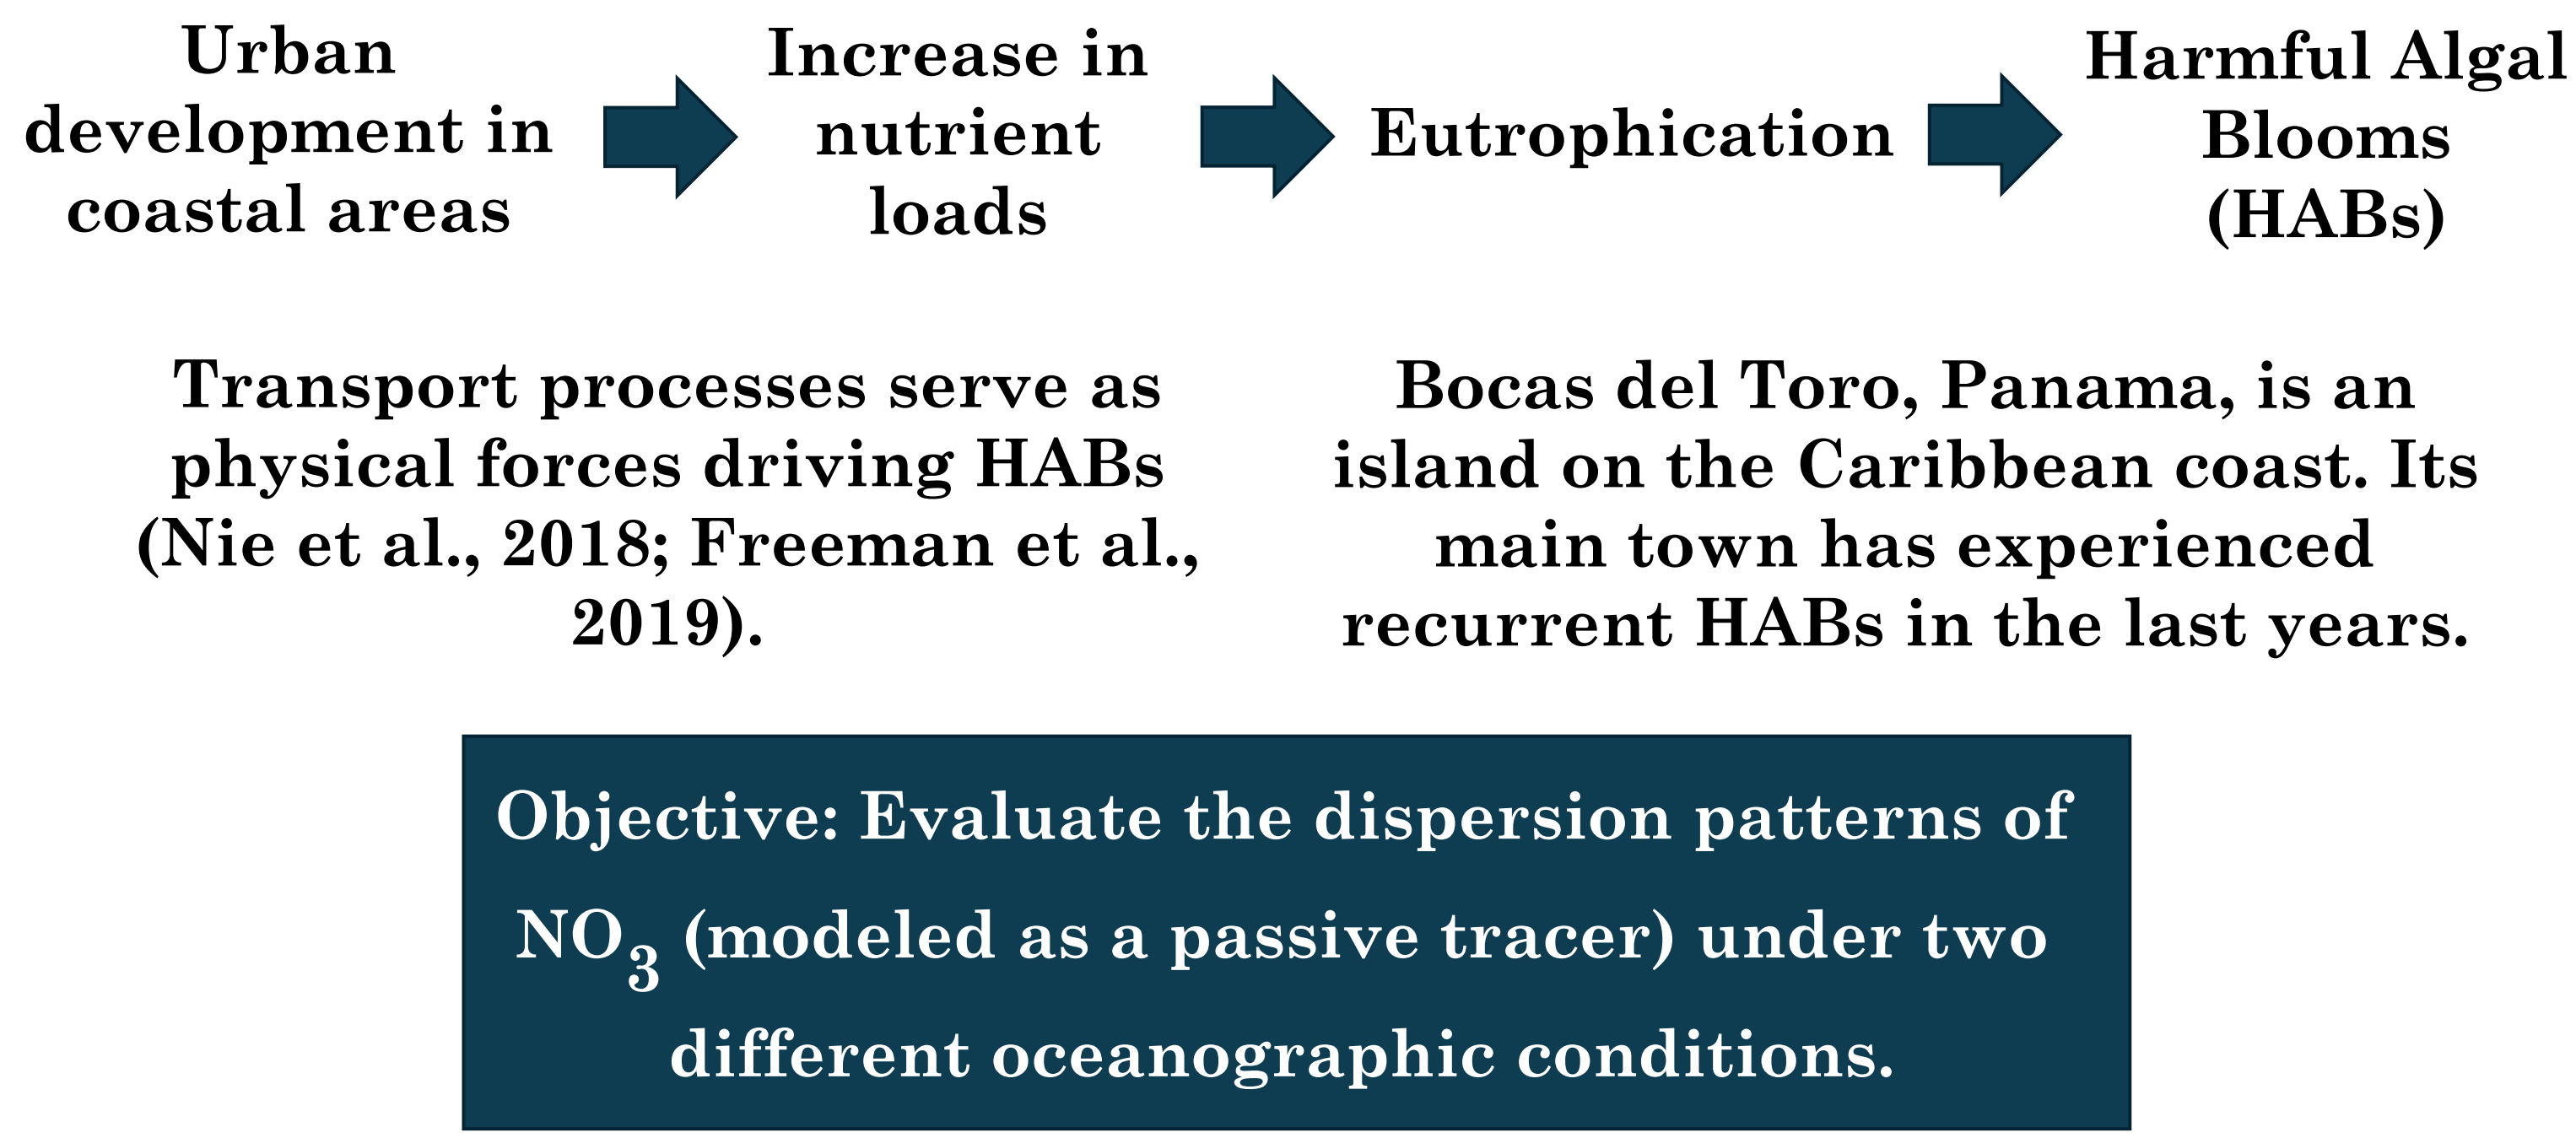 Urban
development in
coastal areas
Increase in
nutrient
loads
Eutrophication
Harmful Algal
Blooms
(HABs)
Transport processes serve as
physical forces driving HABs
(Nie et al., 2018; Freeman et al.,
2019).
Bocas del Toro, Panama, is an
island on the Caribbean coast. Its
main town has experienced
recurrent HABs in the last years.
Objective: Evaluate the dispersion patterns of
NO3 (modeled as a passive tracer) under two
different oceanographic conditions.